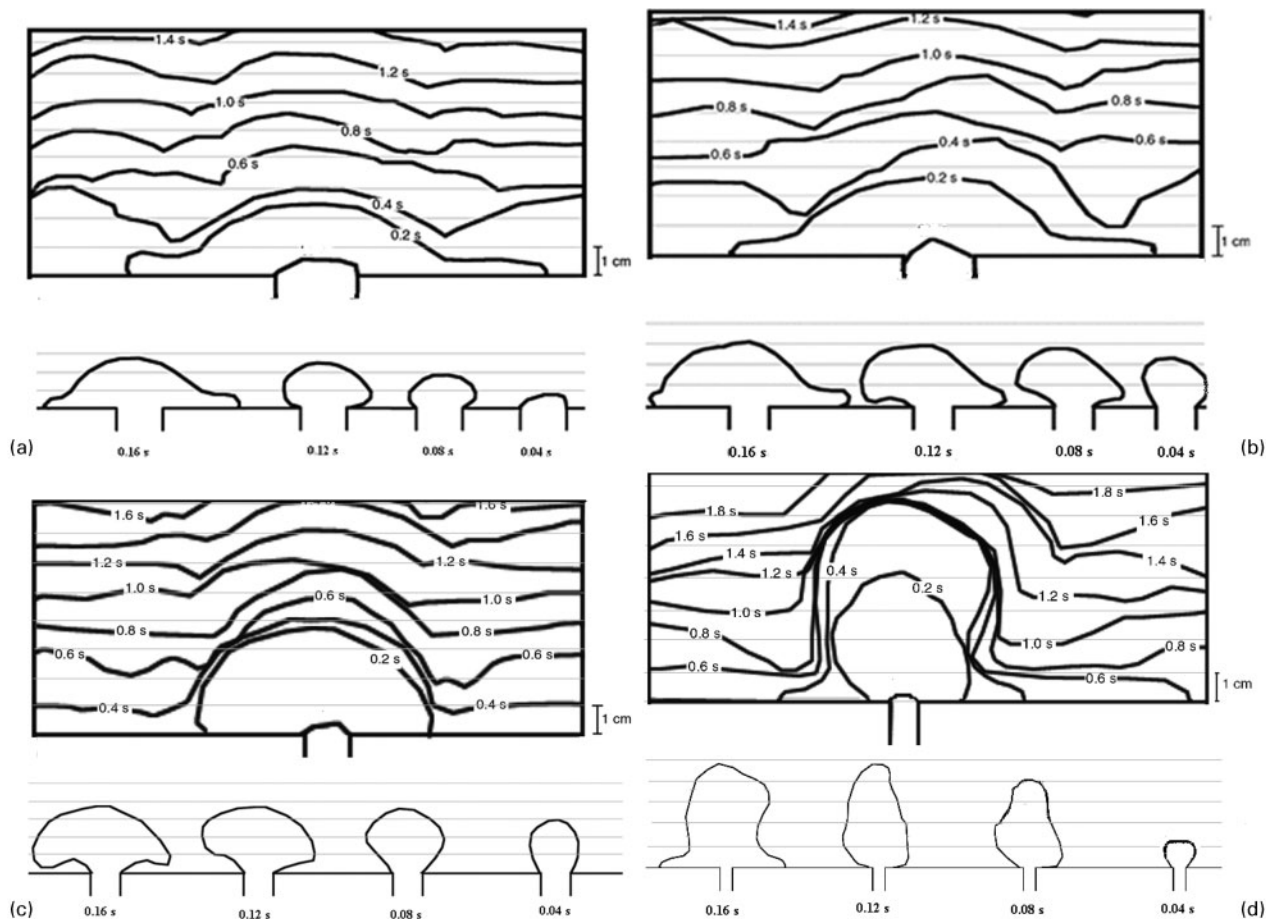 1.4 s
1.2 s
1.0 s
0.8 s
0.6 s
0.4 s
0.2 s
1 cm
(a)
0.16 s 0.12 s 0.08 s 0.04 s
1.4 s 1.2 s
1.0 s
0.8 s 0.8 s
0.6 s 0.4 s 0.6 s
0.2 s
1 cm
0.16 s 0.12 s 0.08 s 0.04 s
(b)
1.6 s 1.6 s
1.2 s 1.2 s
1.0 s 0.6 s 1.0 s
0.8 s 0.8 s
0.6 s 0.2 s 0.6 s
0.4 s 0.4 s
1 cm
(c)
0.16 s 0.12 s 0.08 s 0.04 s
1.8 s 1.8 s
1.6 s 1.6 s
1.4 s 1.4 s
1.2 s 0.4 s 0.2 s 1.2 s
1.0 s 1.0 s
0.8 s 0.8 s
0.6 s 0.6 s
1 cm
0.16 s 0.12 s 0.08 s 0.04 s
(d)